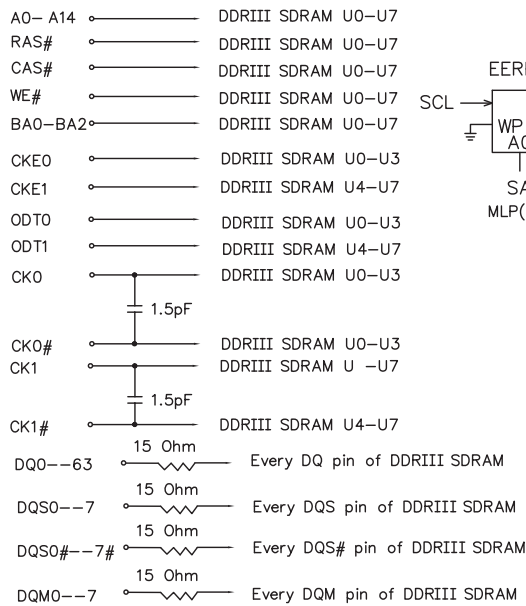 A0-A14 DDRIII SDRAM U0-U7
RAS# DDRIII SDRAM U0-U7
CAS# DDRIII SDRAM U0-U7
WE# DDRIII SDRAM U0-U7
BA0-BA2 DDRIII SDRAM U0-U7
CKE0 DDRIII SDRAM U0-U3
CKE1 DDRIII SDRAM U4-U7
ODT0 DDRIII SDRAM U0-U3
ODT1 DDRIII SDRAM U4-U7
CK0 DDRIII SDRAM U0-U3
1.5pF
CK0# DDRIII SDRAM U0-U3
CK1 DDRIII SDRAM U -U7
1.5pF
CK1# DDRIII SDRAM U4-U7
15 Ohm
DQ0--63 Every DQ pin of DDRIII SDRAM
15 Ohm
DQS0--7 Every DQS pin of DDRIII SDRAM
15 Ohm
DQS0#--7# Every DQS# pin of DDRIII SDRAM
15 Ohm
DQM0--7 Every DQM pin of DDRIII SDRAM
SCL
WP
MLP(